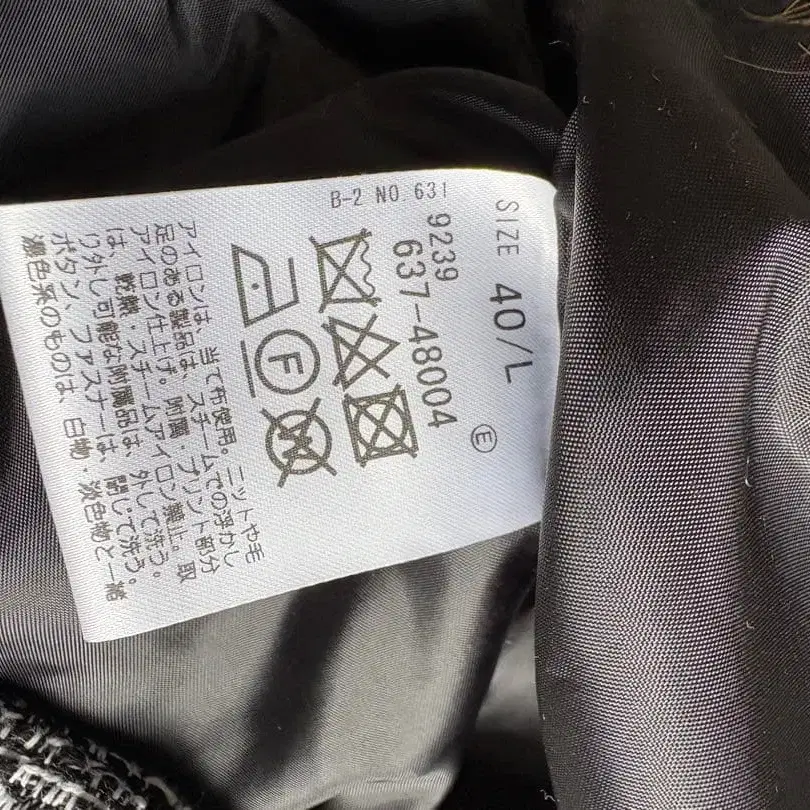 B-2 NO 631
SIZE 40/L
E
9239
637-48004
F
W
アイロンは、当て布使用。ニットや毛
足のある製品は、スチームでの浮かし
アイロン仕上げ。附属・プリント部分
は、乾燥・スチームアイロン禁止。取
り外し可能な附属品は、外して洗う。
ボタン、ファスナーは、閉じて洗う。
濃色系のものは、白物・淡色物と一緒